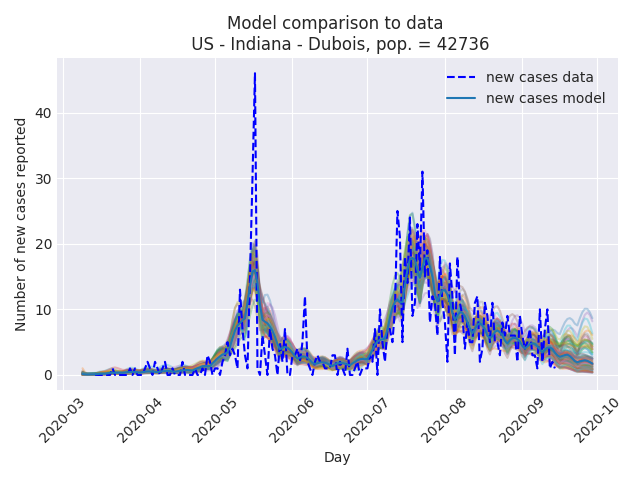 Model comparison to data
US - Indiana - Dubois, pop. = 42736
new cases data
new cases model
Number of new cases reported
40
30
20
10
0
2020-03
2020-04
2020-05
2020-06
2020-07
2020-08
2020-09
2020-10
Day